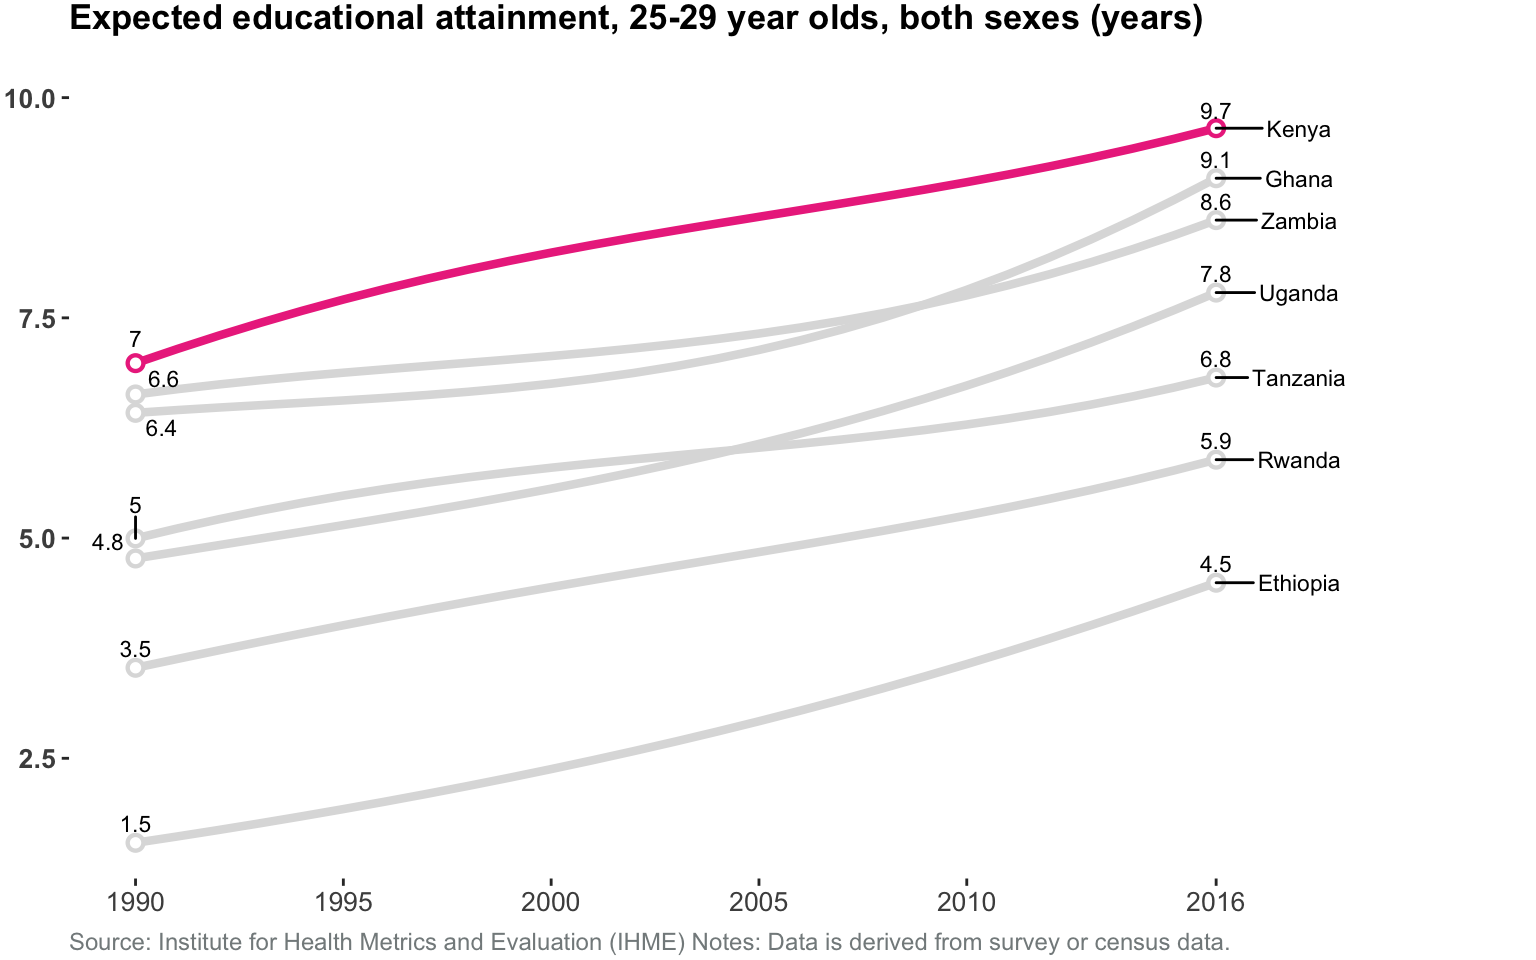 Expected educational attainment, 25-29 year olds, both sexes (years)
10.0
9.7
Kenya
9.1
Ghana
8.6
Zambia
7.5
7.8
Uganda
7
6.6
6.8
Tanzania
6.4
5.9
Rwanda
5
5.0
4.8
4.5
Ethiopia
3.5
2.5
1.5
1990 1995 2000 2005 2010 2016
Source: Institute for Health Metrics and Evaluation (IHME) Notes: Data is derived from survey or census data.